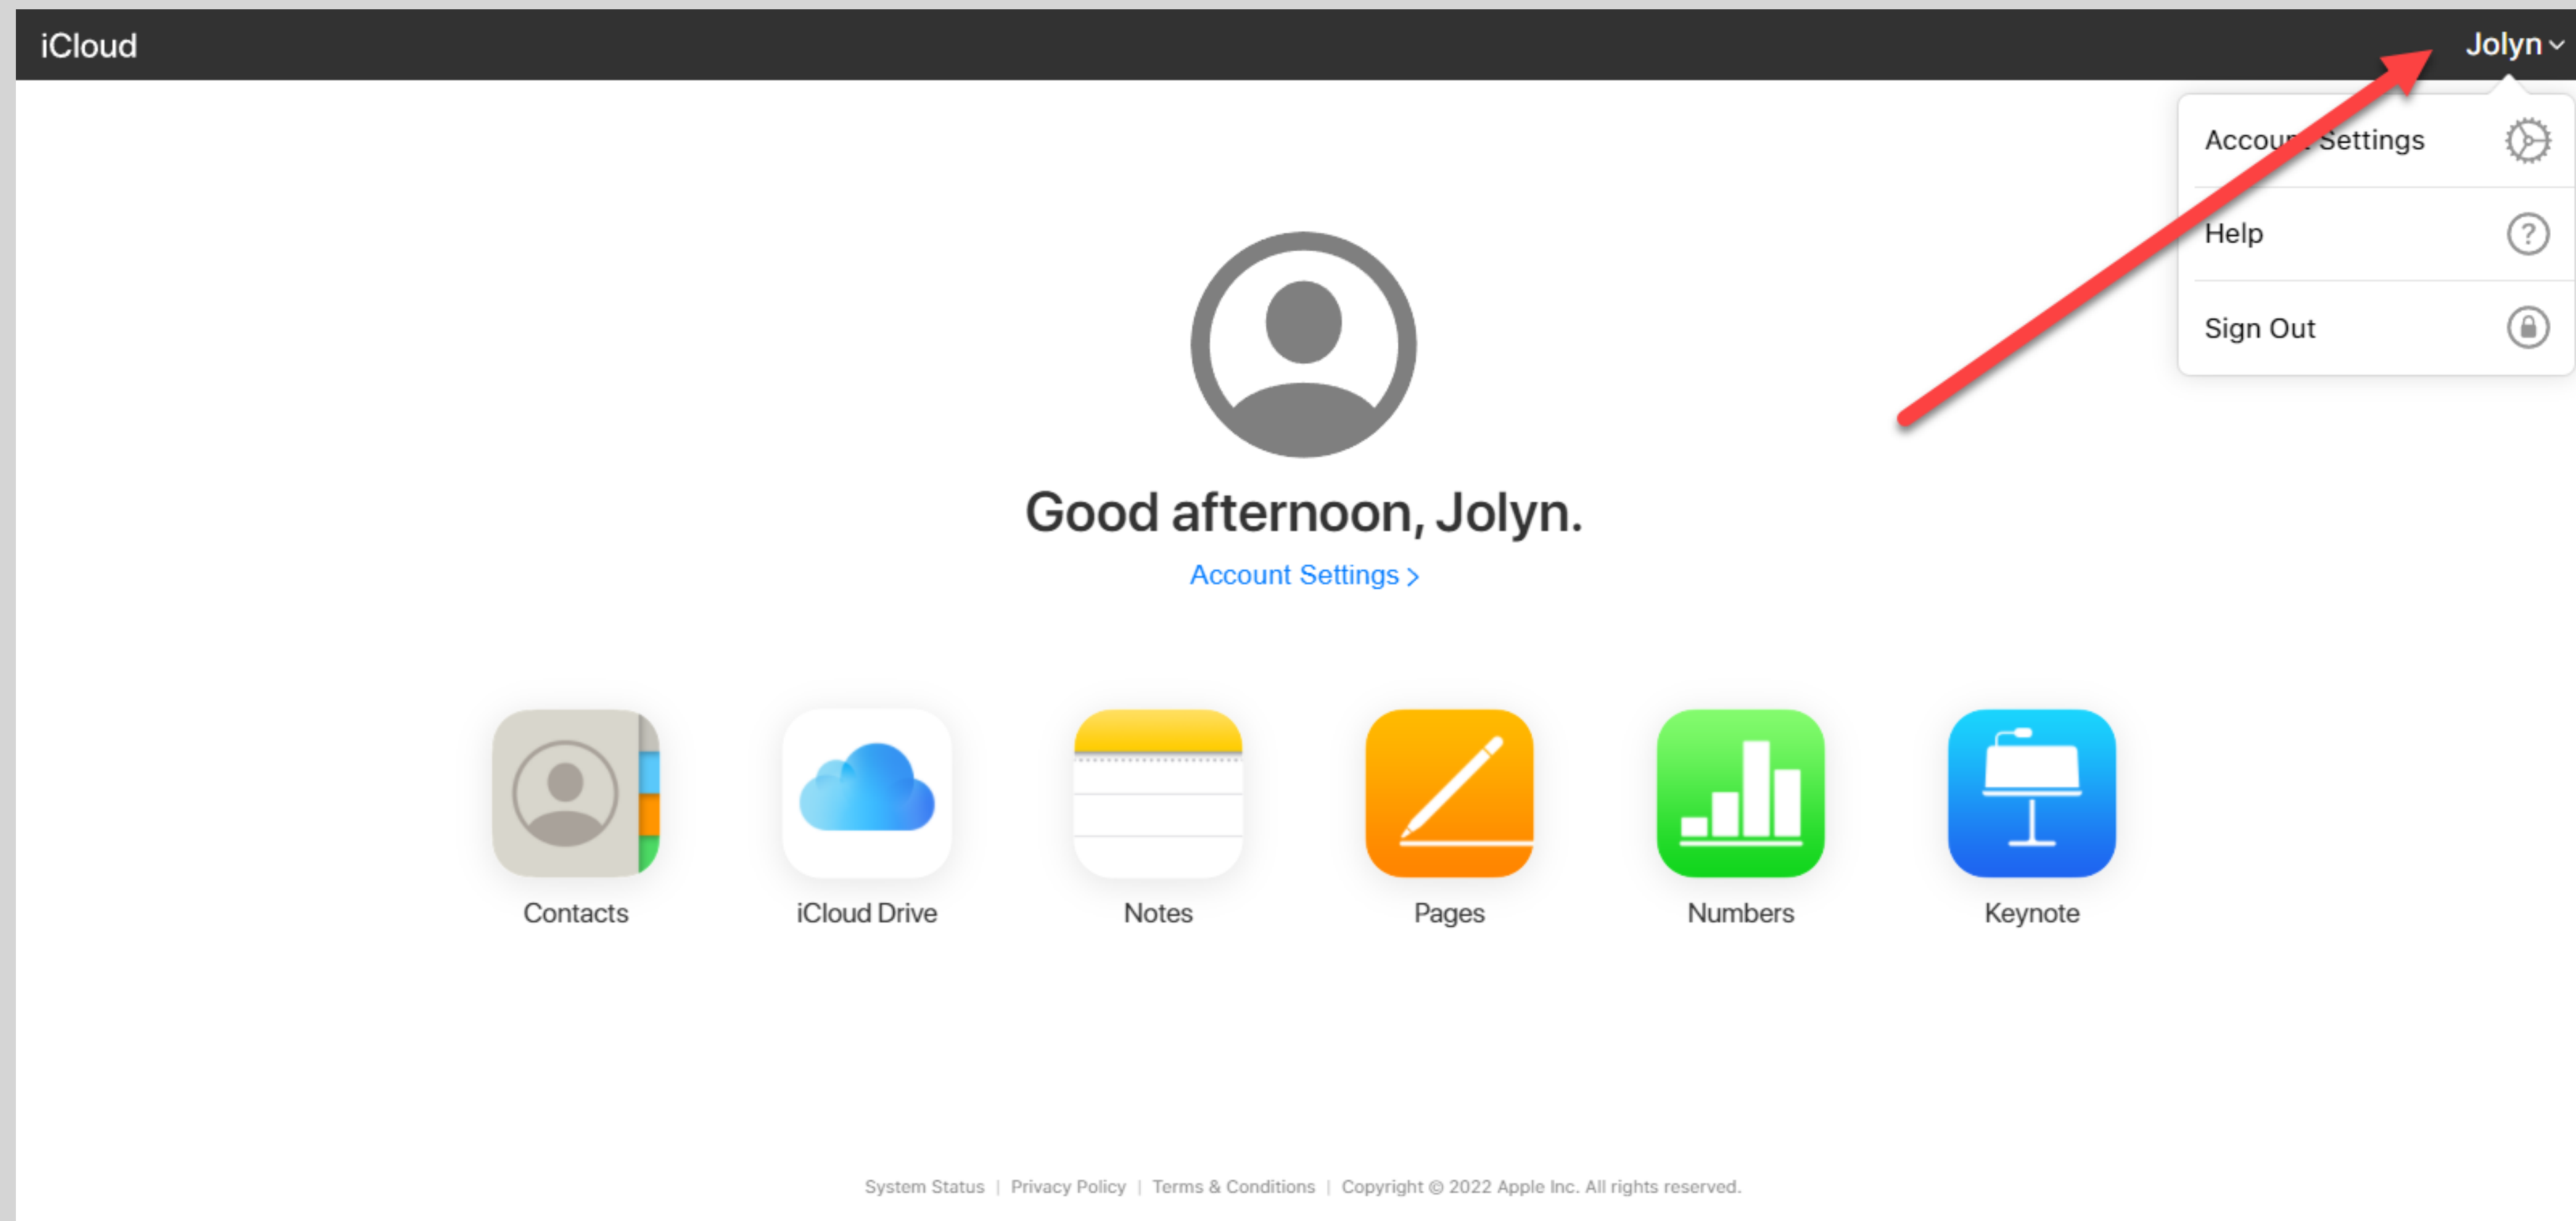 iCloud
Jolyn
Account Settings
Help
?
Sign Out
Good afternoon, Jolyn.
Account Settings >
Contacts
iCloud Drive
Notes
Pages
Numbers
Keynote
System Status | Privacy Policy | Terms & Conditions | Copyright © 2022 Apple Inc. All rights reserved.